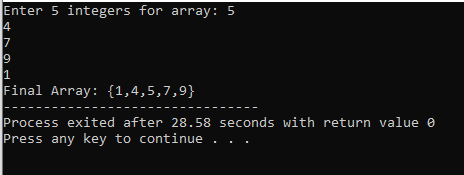 Enter 5 integers for array: 5
4
7
9
1
Final Array: {1,4,5,7,9}
--------------------------------
Process exited after 28.58 seconds with return value 0
Press any key to continue . . .